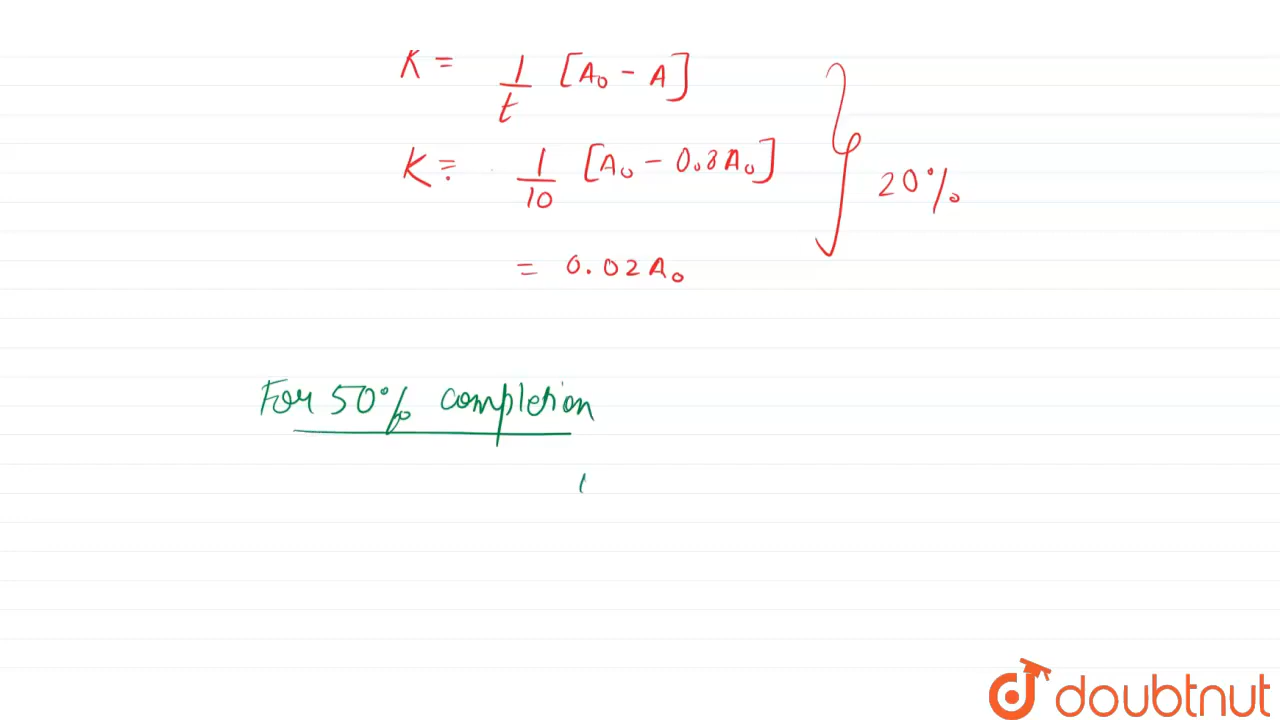 K = 1/t [A₀ - A]
K = 1/10 [A₀ - 0.8A₀]
20%
= 0.02A₀
For 50% completion
doubtnut